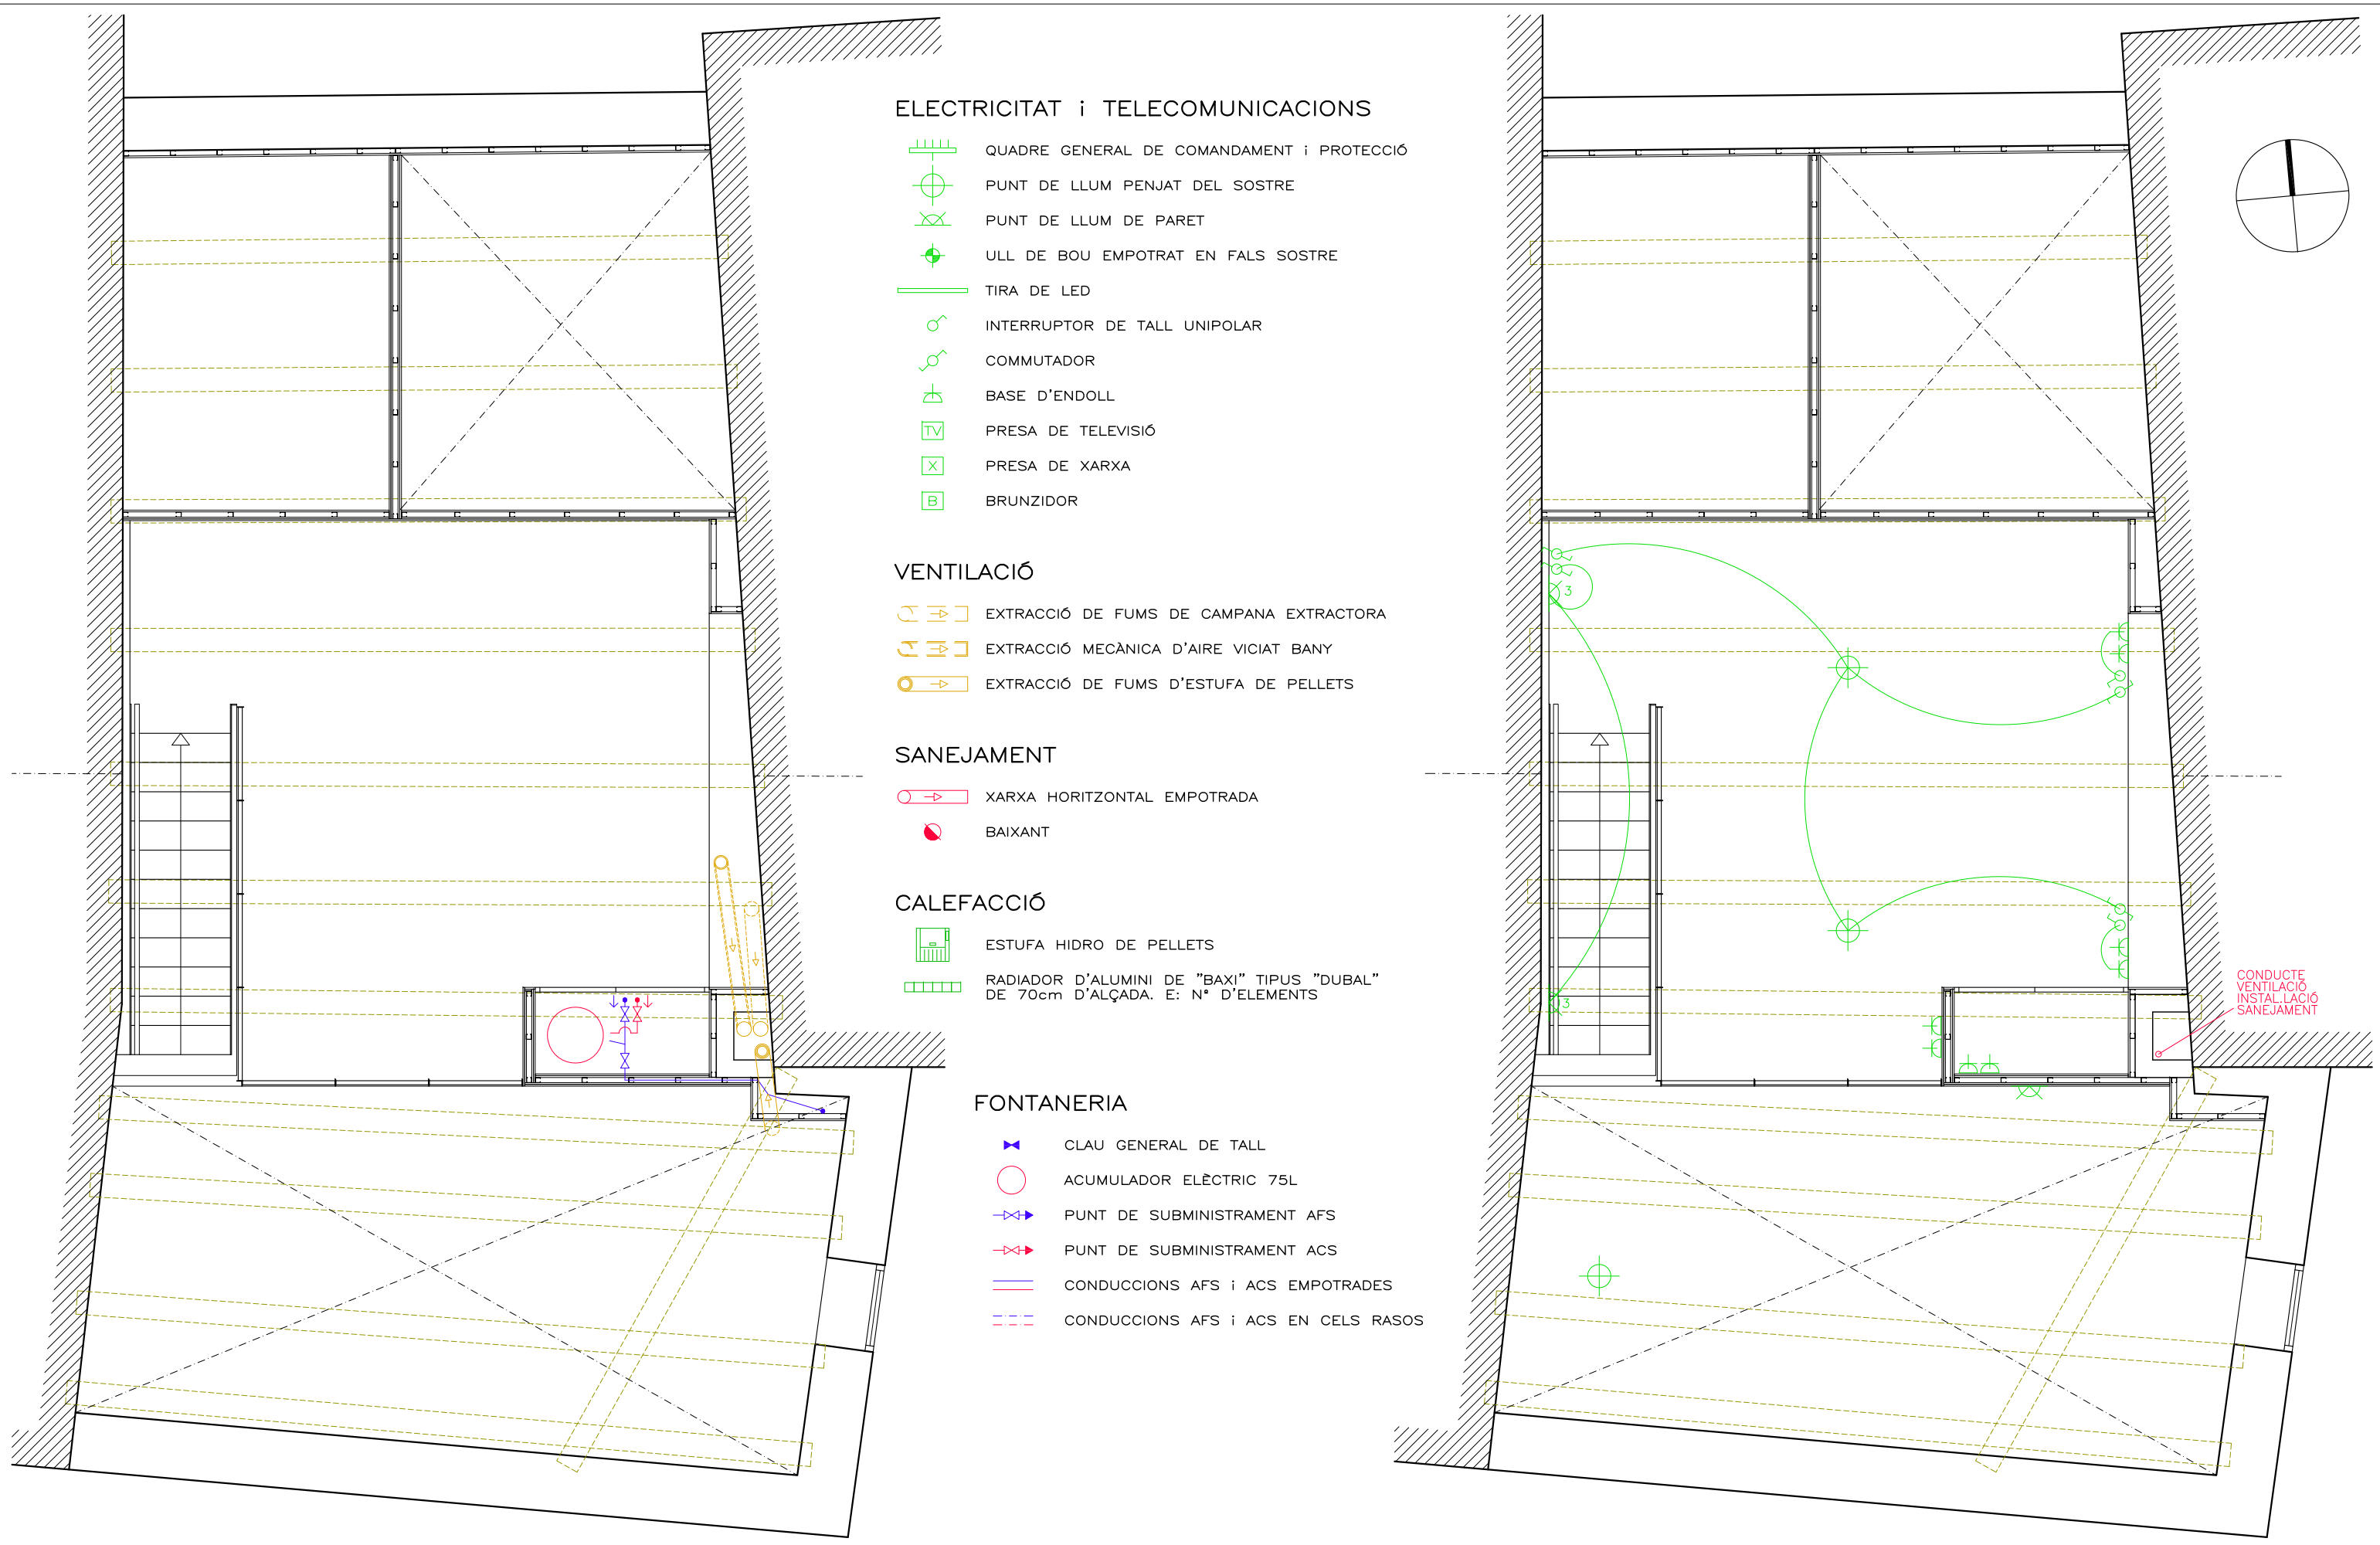 ELECTRICITAT i TELECOMUNICACIONS
QUADRE GENERAL DE COMANDAMENT i PROTECCIÓ
PUNT DE LLUM PENJAT DEL SOSTRE
PUNT DE LLUM DE PARET
ULL DE BOU EMPOTRAT EN FALS SOSTRE
TIRA DE LED
INTERRUPTOR DE TALL UNIPOLAR
COMMUTADOR
BASE D'ENDOLL
TV PRESA DE TELEVISIÓ
X PRESA DE XARXA
B BRUNZIDOR
VENTILACIÓ
EXTRACCIÓ DE FUMS DE CAMPANA EXTRACTORA
EXTRACCIÓ MECÀNICA D'AIRE VICIAT BANY
EXTRACCIÓ DE FUMS D'ESTUFA DE PELLETS
SANEJAMENT
XARXA HORITZONTAL EMPOTRADA
BAIXANT
CALEFACCIÓ
ESTUFA HIDRO DE PELLETS
RADIADOR D'ALUMINI DE "BAXI" TIPUS "DUBAL"
DE 70cm D'ALÇADA. E: Nº D'ELEMENTS
FONTANERIA
CLAU GENERAL DE TALL
ACUMULADOR ELÈCTRIC 75L
PUNT DE SUBMINISTRAMENT AFS
PUNT DE SUBMINISTRAMENT ACS
CONDUCCIONS AFS i ACS EMPOTRADES
CONDUCCIONS AFS i ACS EN CELS RASOS
3
3
CONDUCTE
VENTILACIÓ
INSTAL.LACIÓ
SANEJAMENT